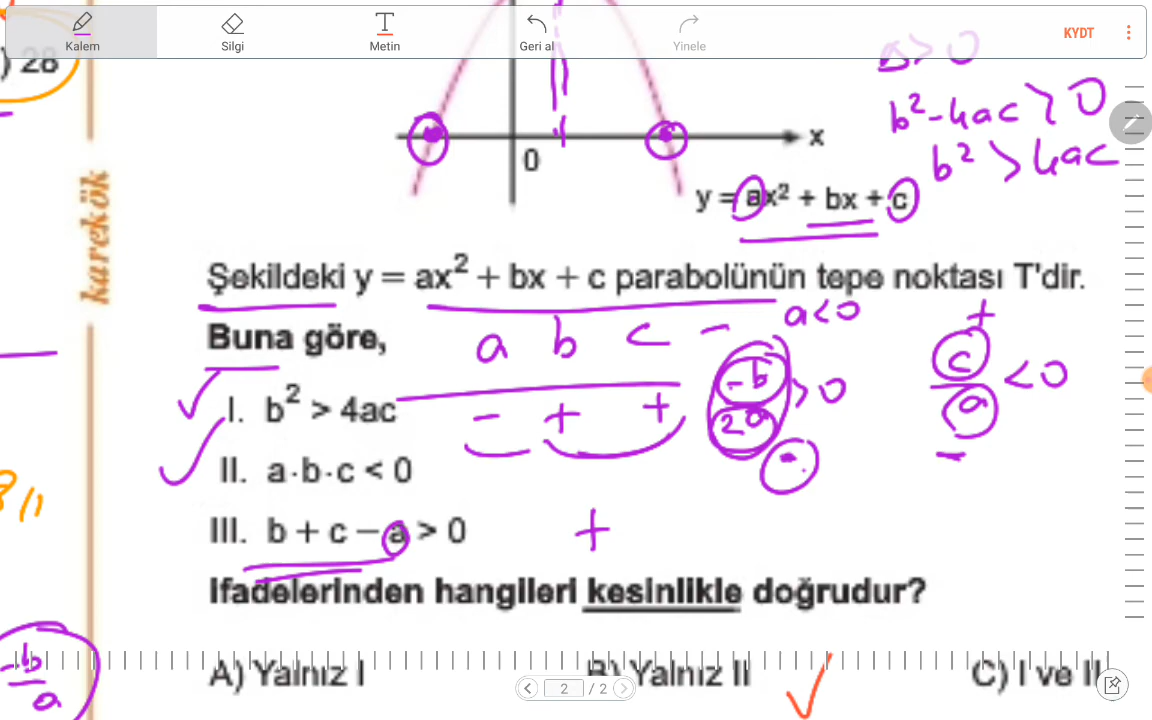 Kalem
Silgi
Metin
Geri al
Yinele
KYDT
) 28
Δ > 0
b² - 4ac > 0
b² > 4ac
0
x
y = ax² + bx + c
karekök
Şekildeki y = ax² + bx + c parabolünün tepe noktası T'dir.
a < 0
Buna göre,
a b c
- + +
-
-b
2a
> 0
-
+
c
a
< 0
-
I. b² > 4ac
II. a·b·c < 0
III. b + c – a > 0
+
ifadelerinden hangileri kesinlikle doğrudur?
-b
a
A) Yalnız I
B) Yalnız II
C) I ve II
2 / 2